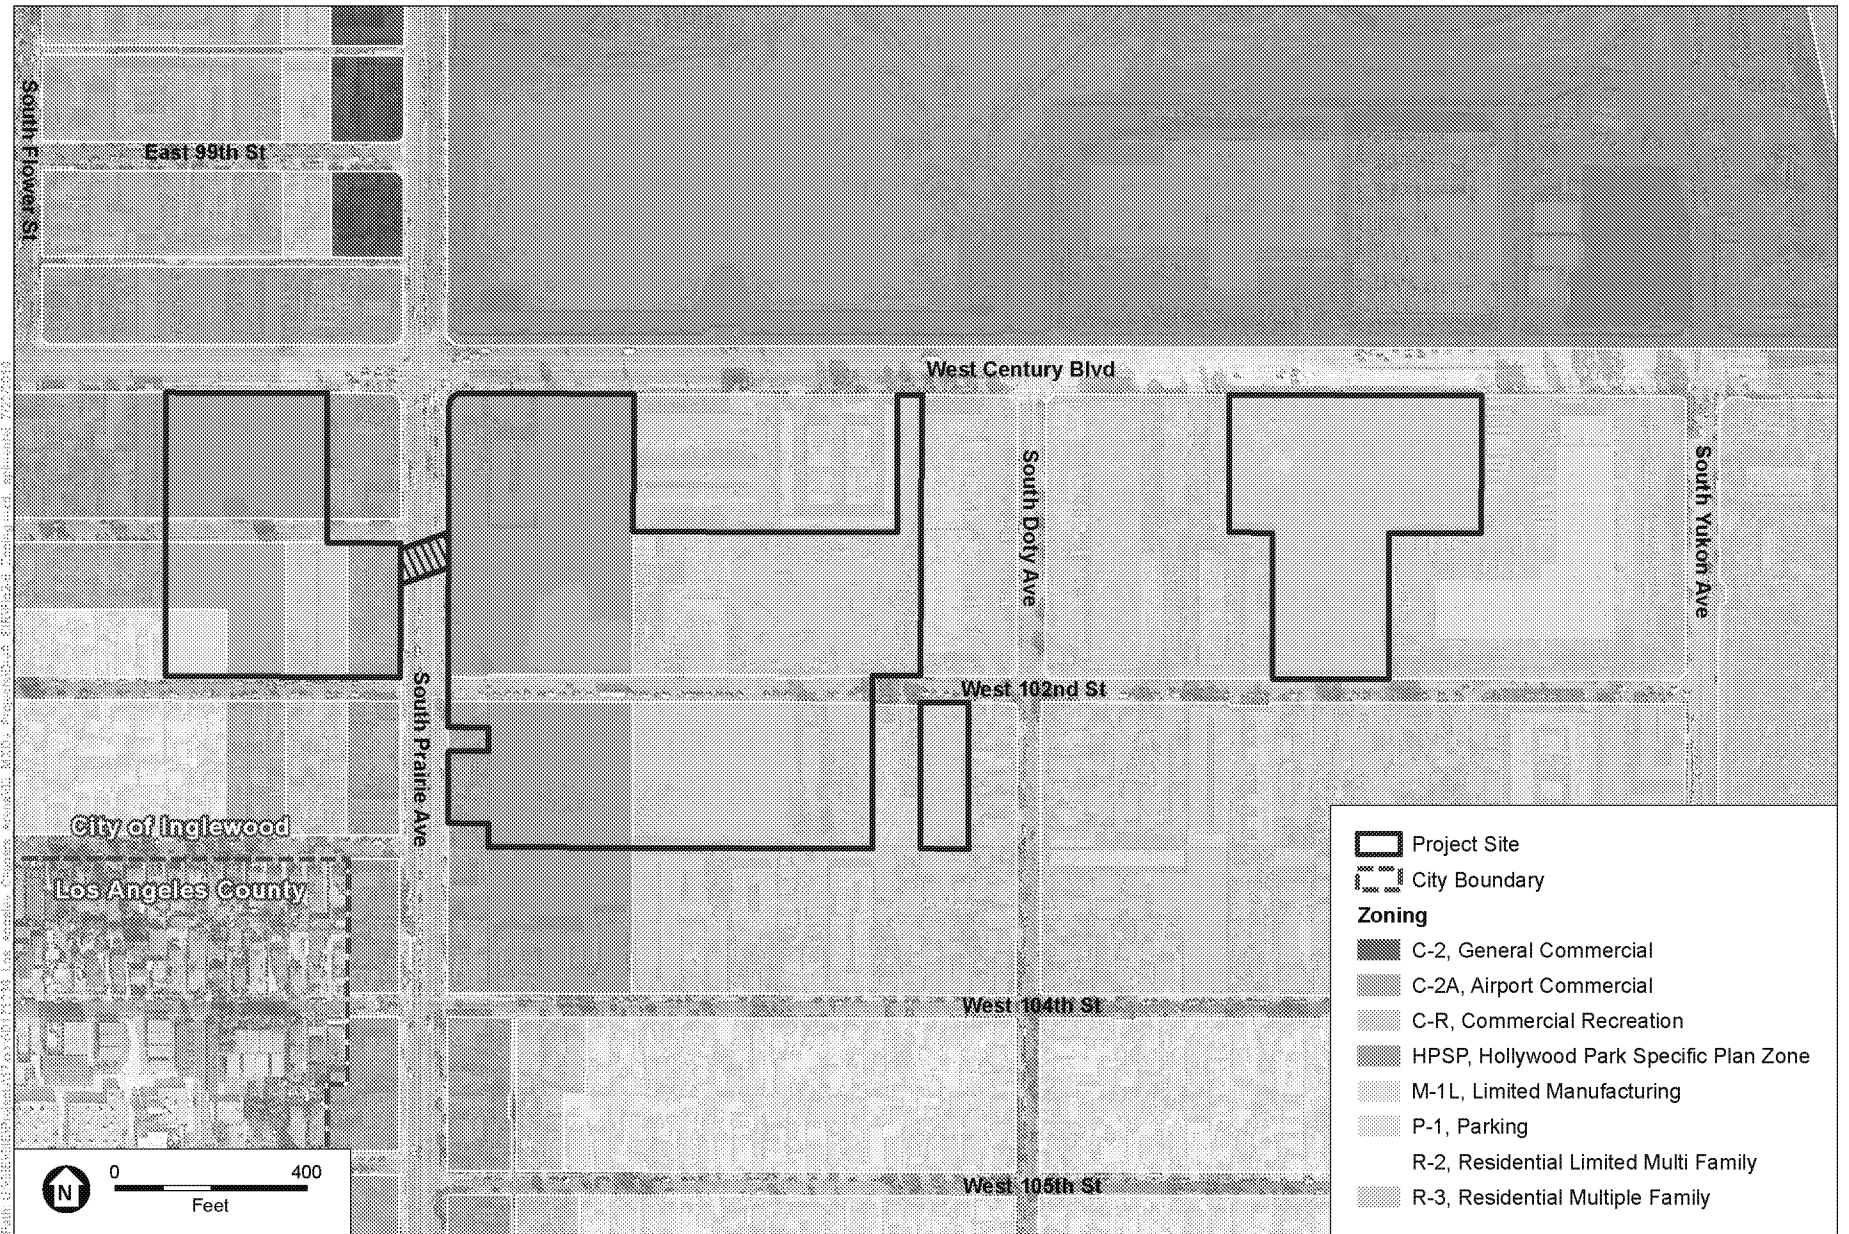 South Flower St
East 99th St
West Century Blvd
South Doty Ave
South Yukon Ave
South Prairie Ave
West 102nd St
City of Inglewood
Los Angeles County
West 104th St
West 105th St
N
0 400
Feet
Project Site
City Boundary
Zoning
C-2, General Commercial
C-2A, Airport Commercial
C-R, Commercial Recreation
HPSP, Hollywood Park Specific Plan Zone
M-1L, Limited Manufacturing
P-1, Parking
R-2, Residential Limited Multi Family
R-3, Residential Multiple Family